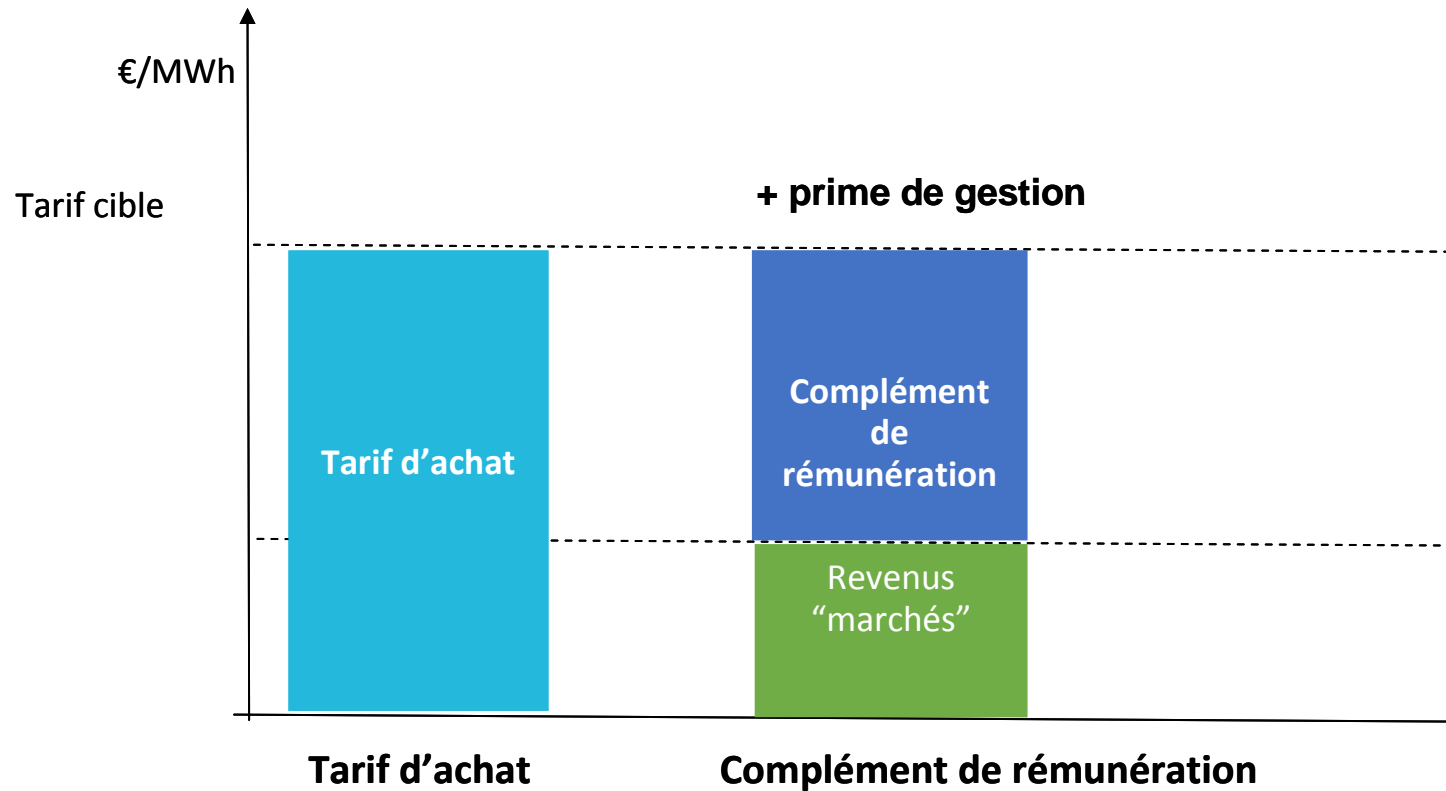 €/MWh
Tarif cible
+ prime de gestion
Tarif d’achat
Complément
de
rémunération
Revenus
“marchés”
Tarif d’achat
Complément de rémunération